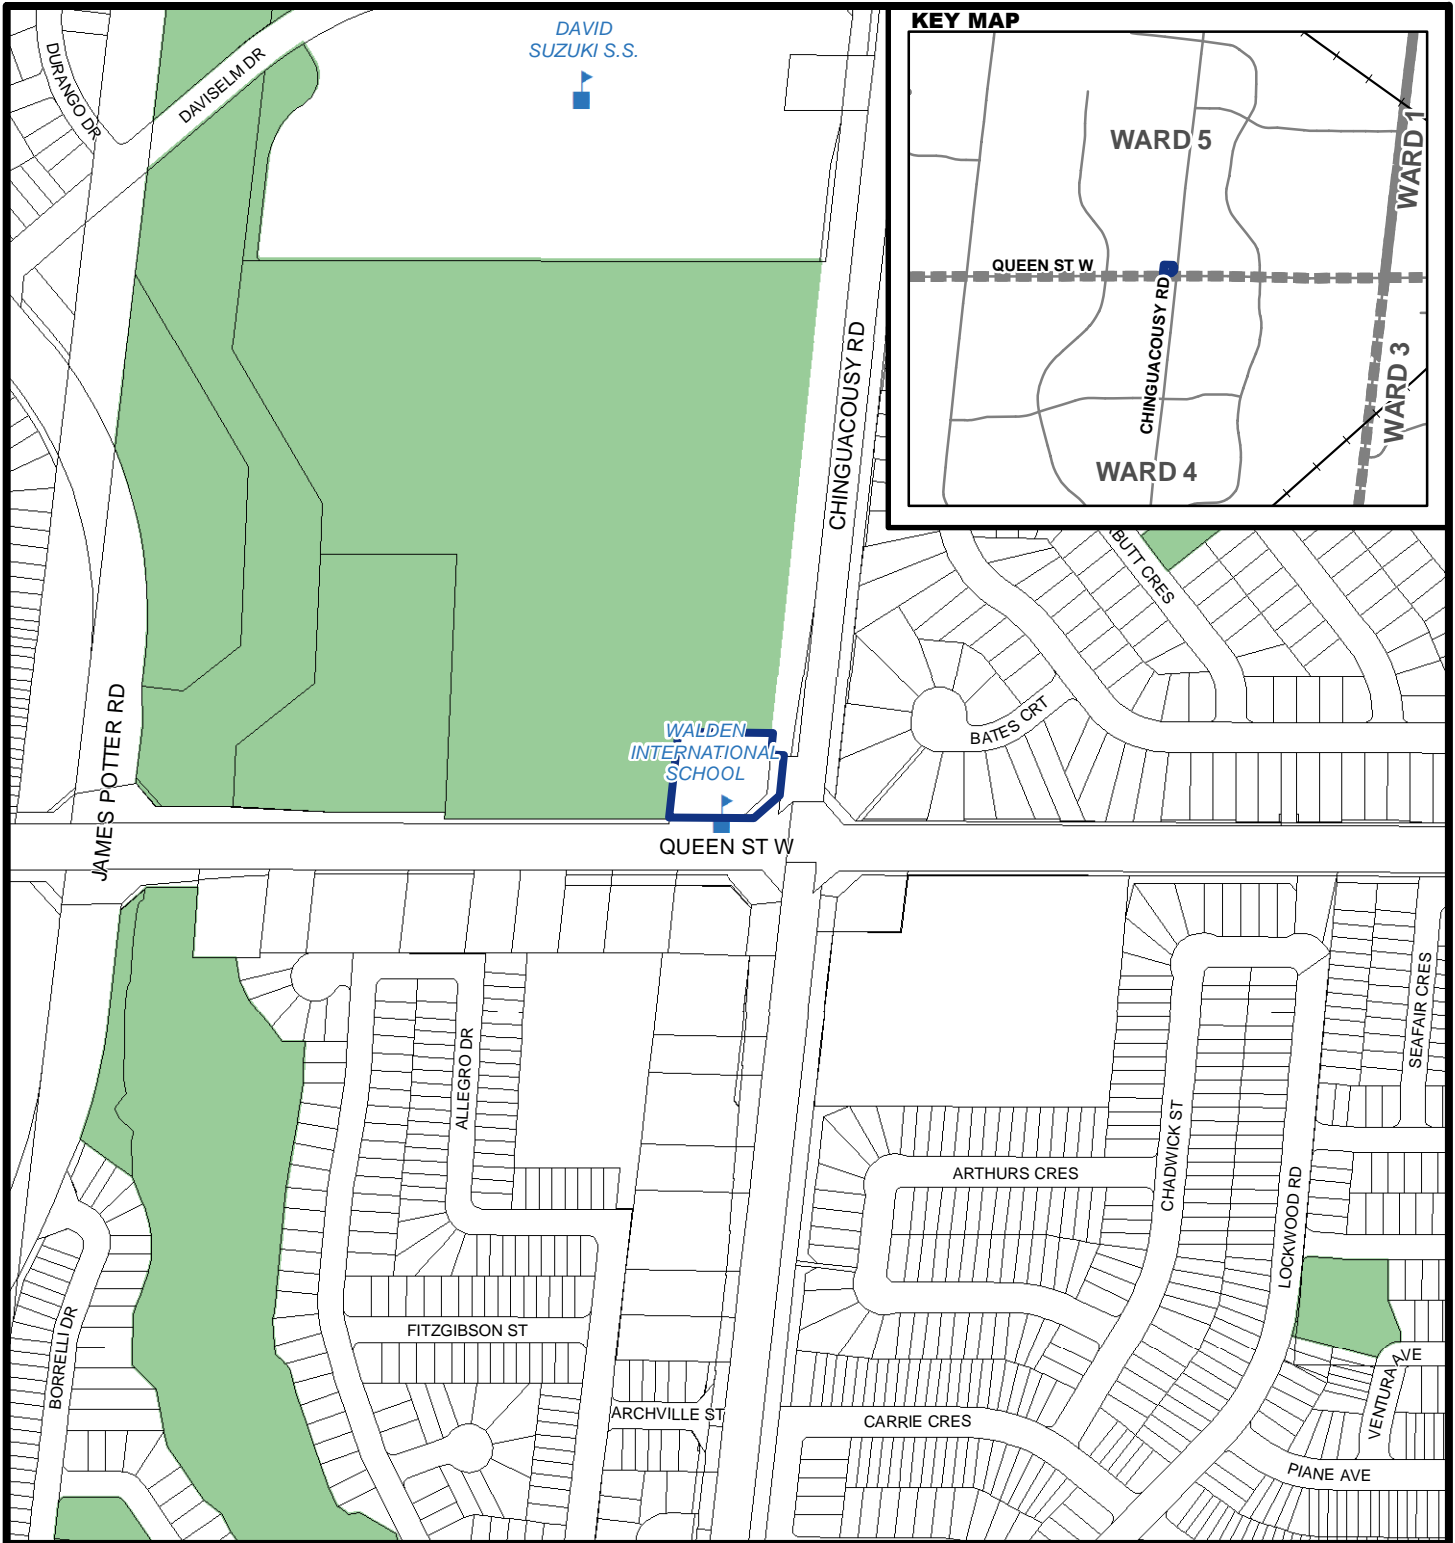 DAVID
SUZUKI S.S.
DURANGO DR
DAVISELM DR
KEY MAP
WARD 5
WARD 1
QUEEN ST W
CHINGUACOUSY RD
WARD 3
WARD 4
CHINGUACOUSY RD
BUTT CRES
BATES CRT
JAMES POTTER RD
WALDEN
INTERNATIONAL
SCHOOL
QUEEN ST W
SEAFAIR CRES
ALLEGRO DR
CHADWICK ST
ARTHURS CRES
LOCKWOOD RD
BORRELLI DR
FITZGIBSON ST
VENTURA AVE
ARCHVILLE ST
CARRIE CRES
PIANE AVE